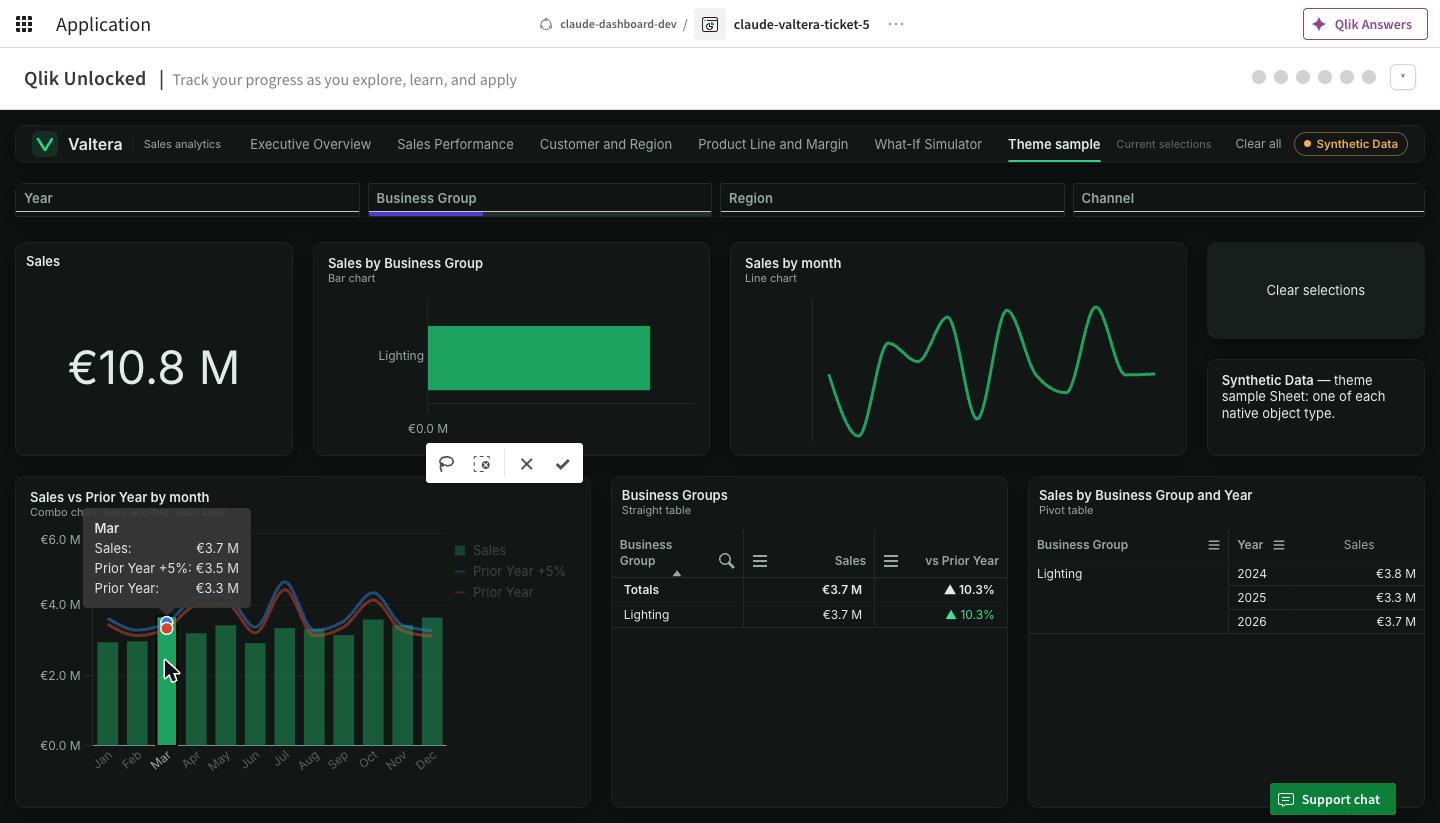 Application
claude-dashboard-dev / claude-valtera-ticket-5 ...
Qlik Answers
Qlik Unlocked | Track your progress as you explore, learn, and apply
Valtera
Sales analytics
Executive Overview
Sales Performance
Customer and Region
Product Line and Margin
What-If Simulator
Theme sample
Current selections
Clear all
Synthetic Data
Year
Business Group
Region
Channel
Sales
€10.8 M
Sales by Business Group
Bar chart
Lighting
€0.0 M
Sales by month
Line chart
Clear selections
Synthetic Data — theme
sample Sheet: one of each
native object type.
Sales vs Prior Year by month
Combo chart: bars and two solid lines
Mar
Sales: €3.7 M
Prior Year +5%: €3.5 M
Prior Year: €3.3 M
€6.0 M
€4.0 M
€2.0 M
€0.0 M
Jan Feb Mar Apr May Jun Jul Aug Sep Oct Nov Dec
Sales
Prior Year +5%
Prior Year
Business Groups
Straight table
Business
Group
Sales
vs Prior Year
Totals €3.7 M ▲ 10.3%
Lighting €3.7 M ▲ 10.3%
Sales by Business Group and Year
Pivot table
Business Group Year Sales
Lighting 2024 €3.8 M
2025 €3.3 M
2026 €3.7 M
Support chat